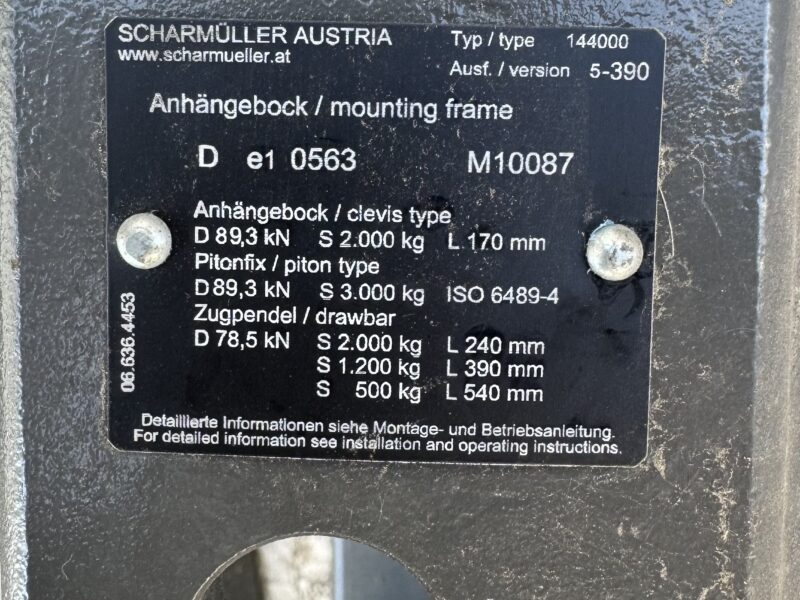 SCHARMÜLLER AUSTRIA Typ / type 144000
www.scharmueller.at
Ausf. / version 5-390
Anhängebock / mounting frame
D e1 0563 M10087
Anhängebock / clevis type
D 89,3 kN S 2.000 kg L 170 mm
Pitonfix / piton type
D 89,3 kN S 3.000 kg ISO 6489-4
Zugpendel / drawbar
D 78,5 kN S 2.000 kg L 240 mm
S 1.200 kg L 390 mm
S 500 kg L 540 mm
06.636.4453
Detaillierte Informationen siehe Montage- und Betriebsanleitung.
For detailed information see installation and operating instructions.